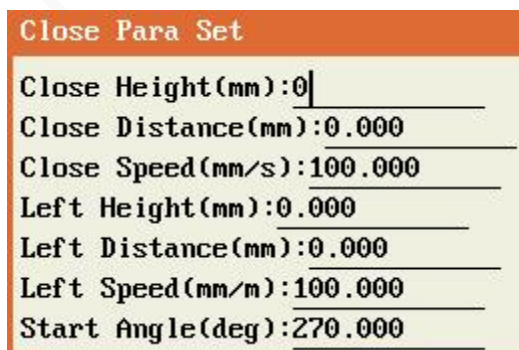 Close Para Set
Close Height(mm):0
Close Distance(mm):0.000
Close Speed(mm/s):100.000
Left Height(mm):0.000
Left Distance(mm):0.000
Left Speed(mm/m):100.000
Start Angle(deg):270.000